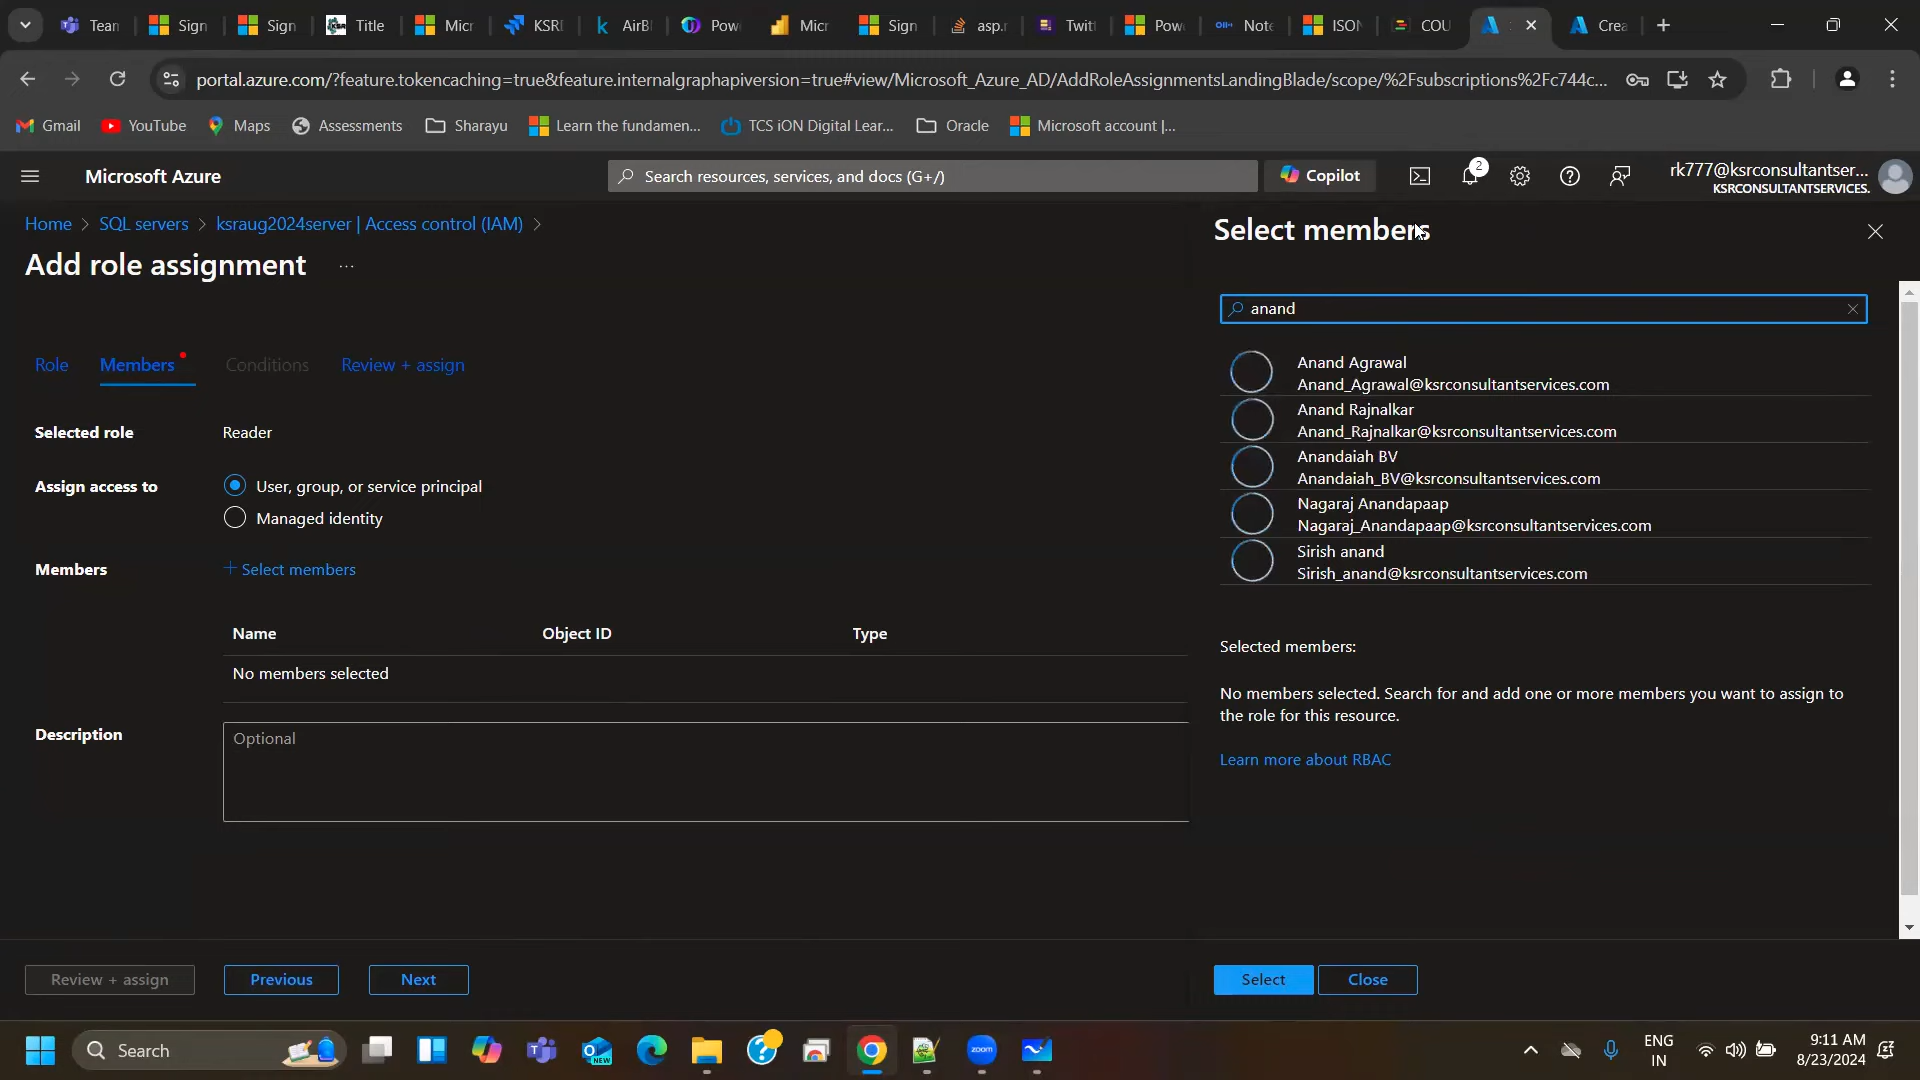 Team
Sign
Sign
Title
Micr
KSRI
AirBl
Pow
Micr
Sign
asp.r
Twitt
Pow
Note
ISON
COU
Crea
portal.azure.com/?feature.tokencaching=true&feature.internalgraphapiversion=true#view/Microsoft_Azure_AD/AddRoleAssignmentsLandingBlade/scope/%2Fsubscriptions%2Fc744c...
Gmail
YouTube
Maps
Assessments
Sharayu
Learn the fundamen...
TCS iON Digital Lear...
Oracle
Microsoft account |...
Microsoft Azure
Search resources, services, and docs (G+/)
Copilot
2
rk777@ksrconsultantser...
KSRCONSULTANTSERVICES.
Home > SQL servers > ksraug2024server | Access control (IAM) >
Add role assignment ...
Role
Members
Conditions
Review + assign
Selected role
Reader
Assign access to
User, group, or service principal
Managed identity
Members
+ Select members
Name
Object ID
Type
No members selected
Description
Optional
Review + assign
Previous
Next
Select members
anand
Anand Agrawal
Anand_Agrawal@ksrconsultantservices.com
Anand Rajnalkar
Anand_Rajnalkar@ksrconsultantservices.com
Anandaiah BV
Anandaiah_BV@ksrconsultantservices.com
Nagaraj Anandapaap
Nagaraj_Anandapaap@ksrconsultantservices.com
Sirish anand
Sirish_anand@ksrconsultantservices.com
Selected members:
No members selected. Search for and add one or more members you want to assign to
the role for this resource.
Learn more about RBAC
Select
Close
Search
NEW
zoom
ENG
IN
9:11 AM
8/23/2024